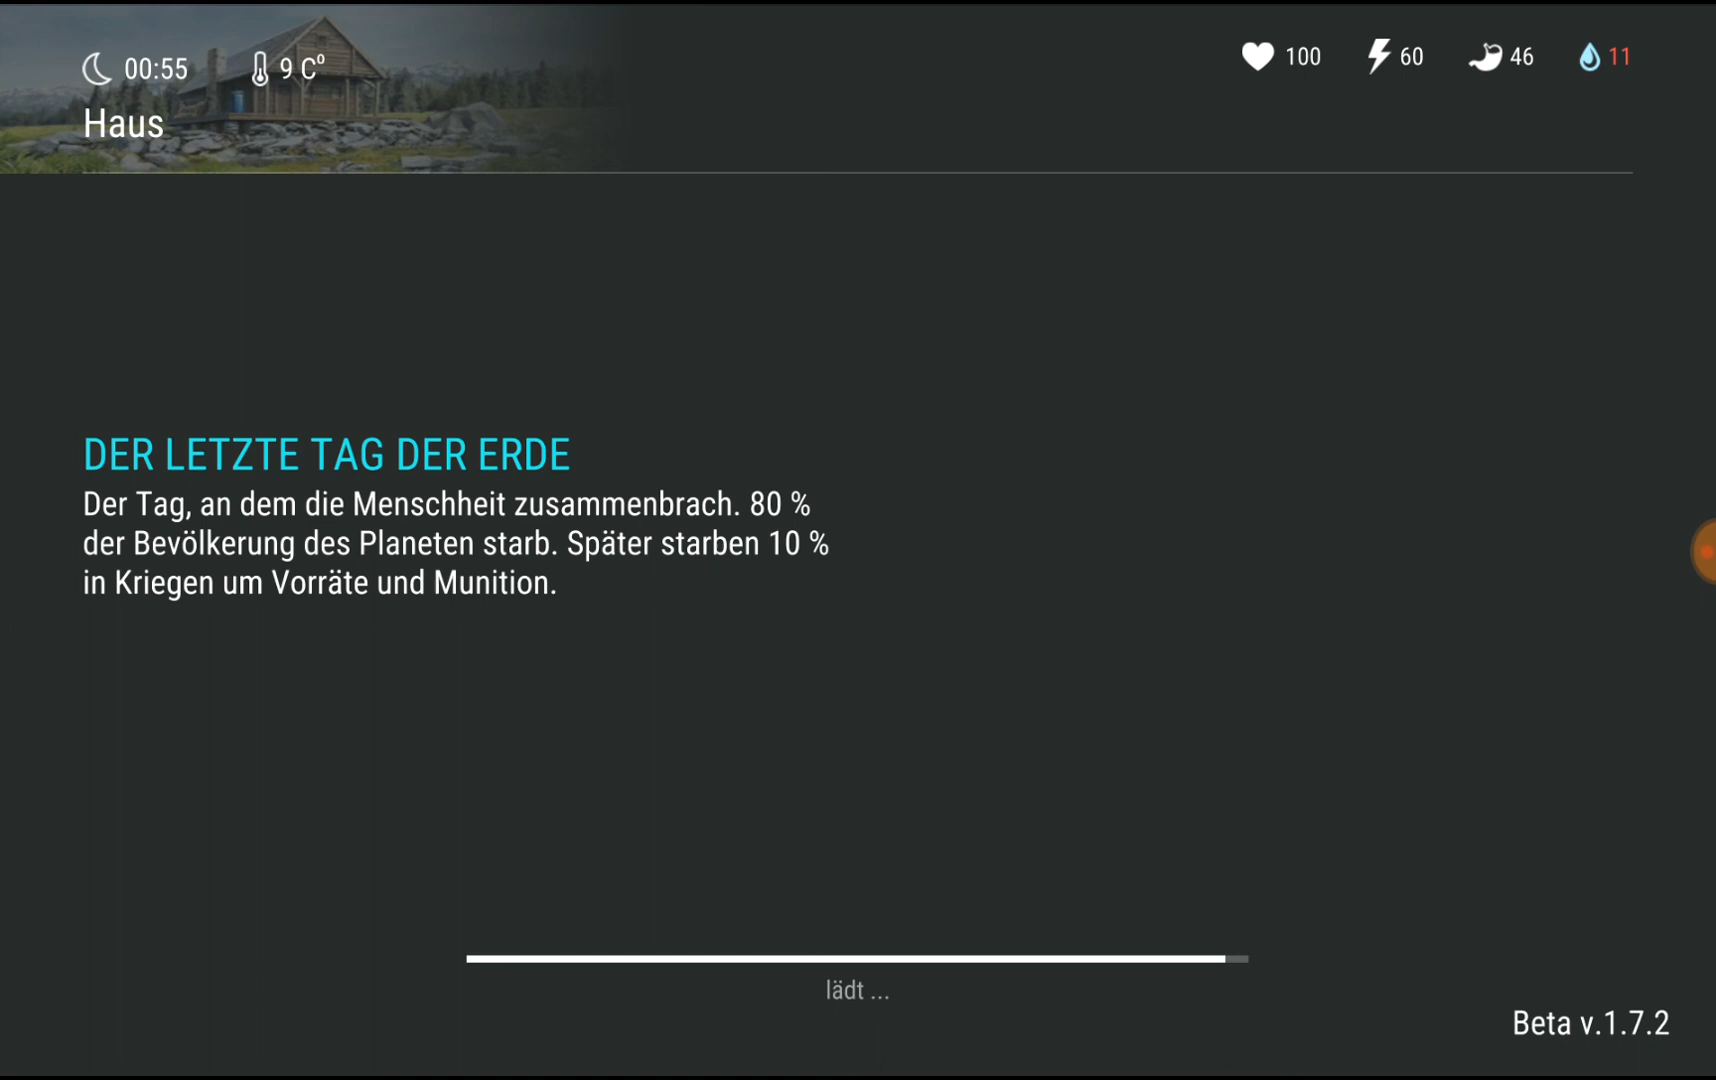 00:55 9 C°
100 60 46 11
Haus
DER LETZTE TAG DER ERDE
Der Tag, an dem die Menschheit zusammenbrach. 80 %
der Bevölkerung des Planeten starb. Später starben 10 %
in Kriegen um Vorräte und Munition.
lädt ...
Beta v.1.7.2